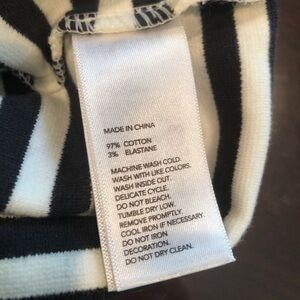 MADE IN CHINA
97% COTTON
3% ELASTANE
MACHINE WASH COLD.
WASH WITH LIKE COLORS.
WASH INSIDE OUT.
DELICATE CYCLE.
DO NOT BLEACH.
TUMBLE DRY LOW.
REMOVE PROMPTLY.
COOL IRON IF NECESSARY.
DO NOT IRON
DECORATION.
DO NOT DRY CLEAN.